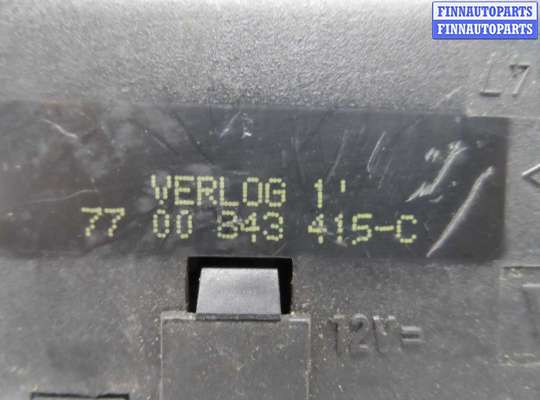 FINNAUTOPARTS
FINNAUTOPARTS
VERLOG 1'
77 00 843 415-C
12V=